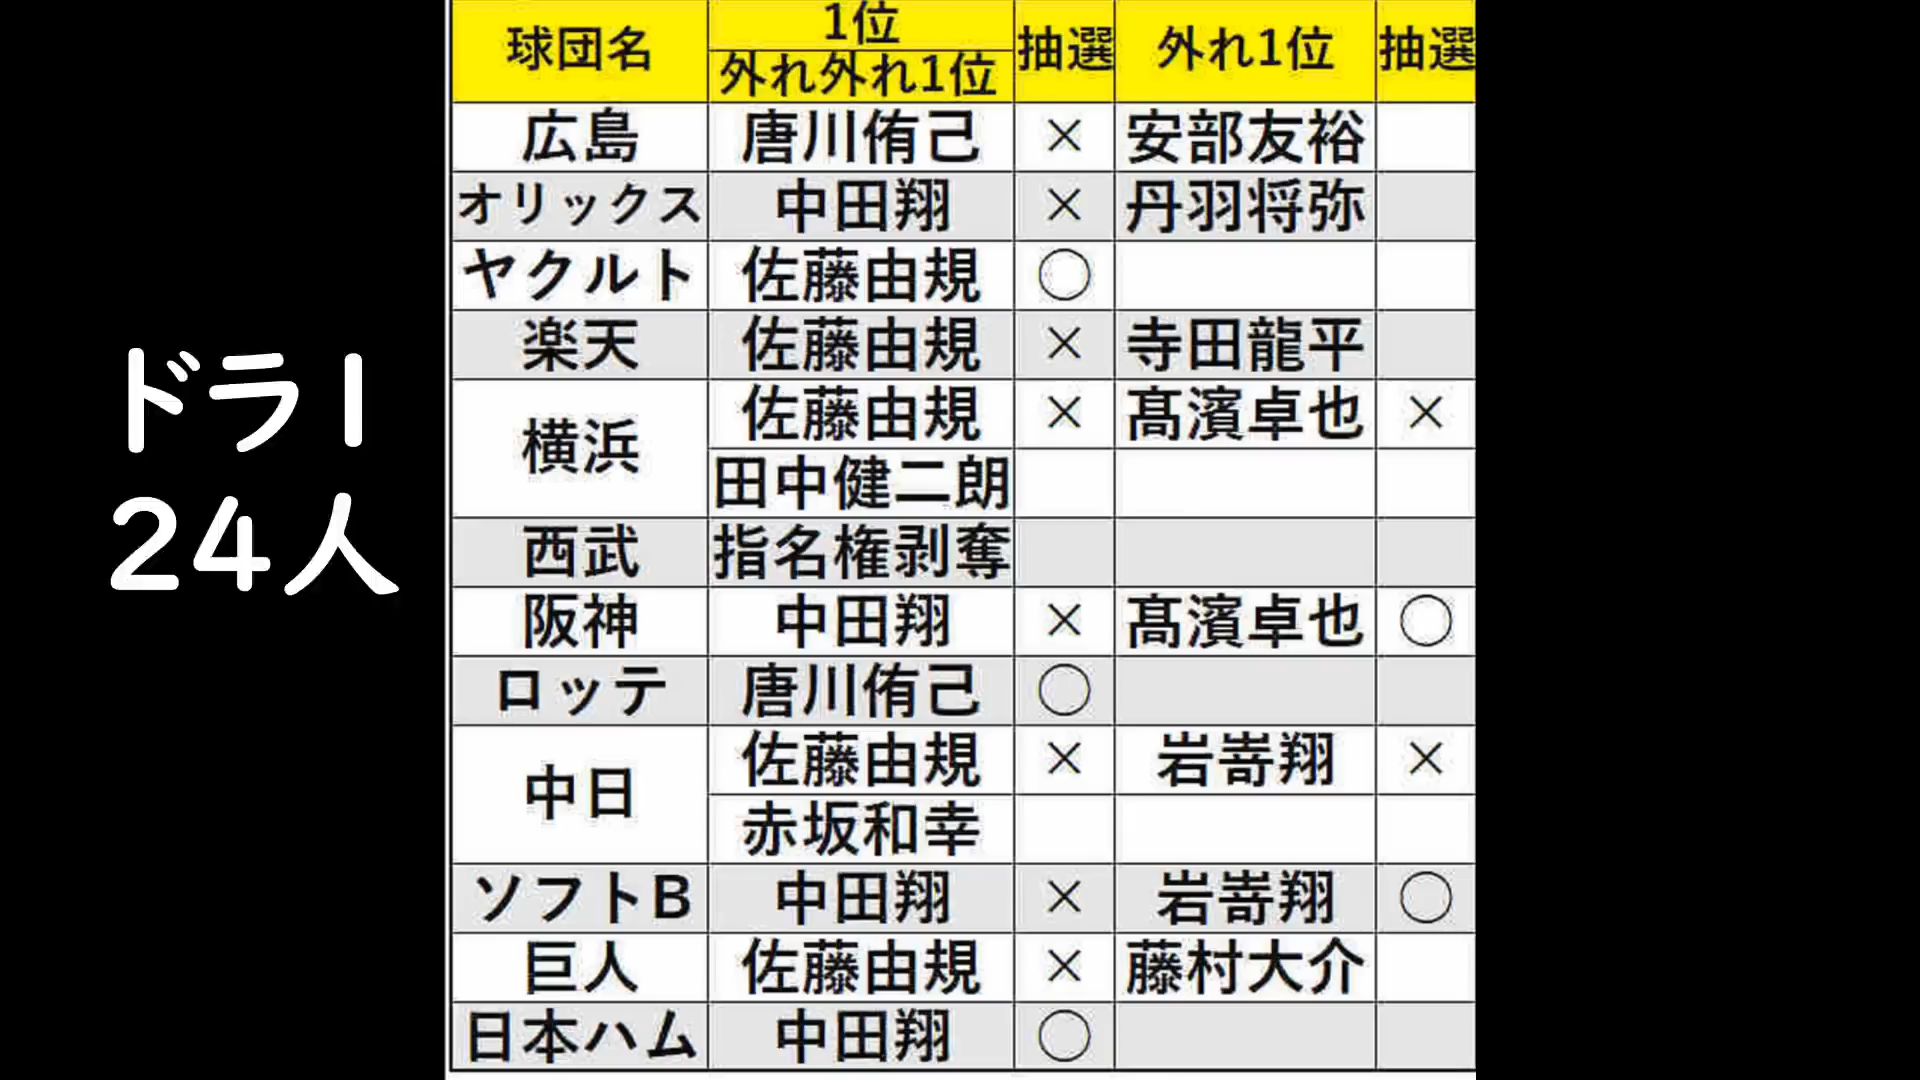 ドラ1
24人
球団名 1位 抽選 外れ1位 抽選
外れ外れ1位
広島 唐川侑己 × 安部友裕
オリックス 中田翔 × 丹羽将弥
ヤクルト 佐藤由規 ○
楽天 佐藤由規 × 寺田龍平
横浜 佐藤由規 × 髙濱卓也 ×
田中健二朗
西武 指名権剥奪
阪神 中田翔 × 髙濱卓也 ○
ロッテ 唐川侑己 ○
中日 佐藤由規 × 岩嵜翔 ×
赤坂和幸
ソフトB 中田翔 × 岩嵜翔 ○
巨人 佐藤由規 × 藤村大介
日本ハム 中田翔 ○